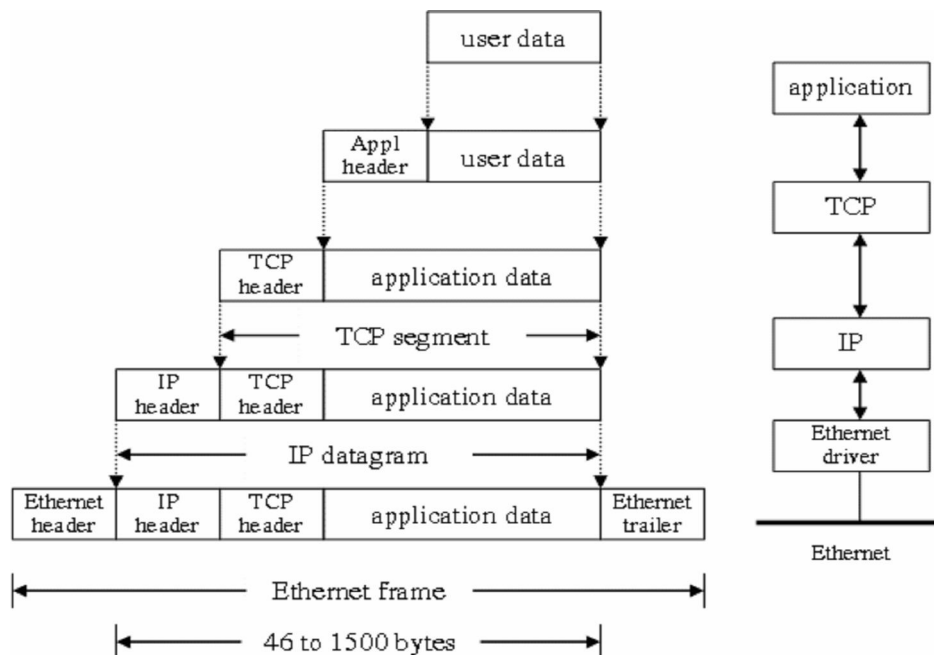 user data
application
Appl
header
user data
TCP
TCP
header
application data
TCP segment
IP
IP
header
TCP
header
application data
IP datagram
Ethernet
driver
Ethernet
header
IP
header
TCP
header
application data
Ethernet
trailer
Ethernet
Ethernet frame
46 to 1500 bytes